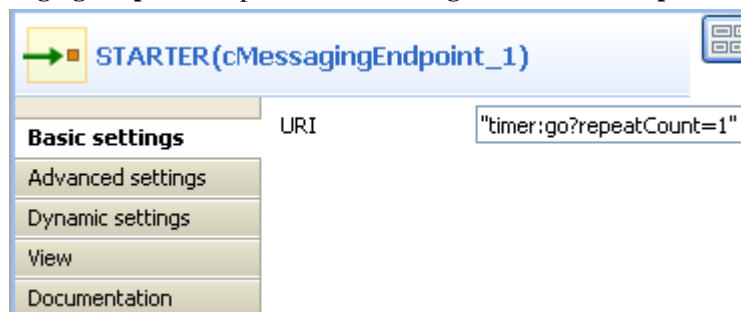 STARTER(cMessagingEndpoint_1)
Basic settings
URI
"timer:go?repeatCount=1"
Advanced settings
Dynamic settings
View
Documentation